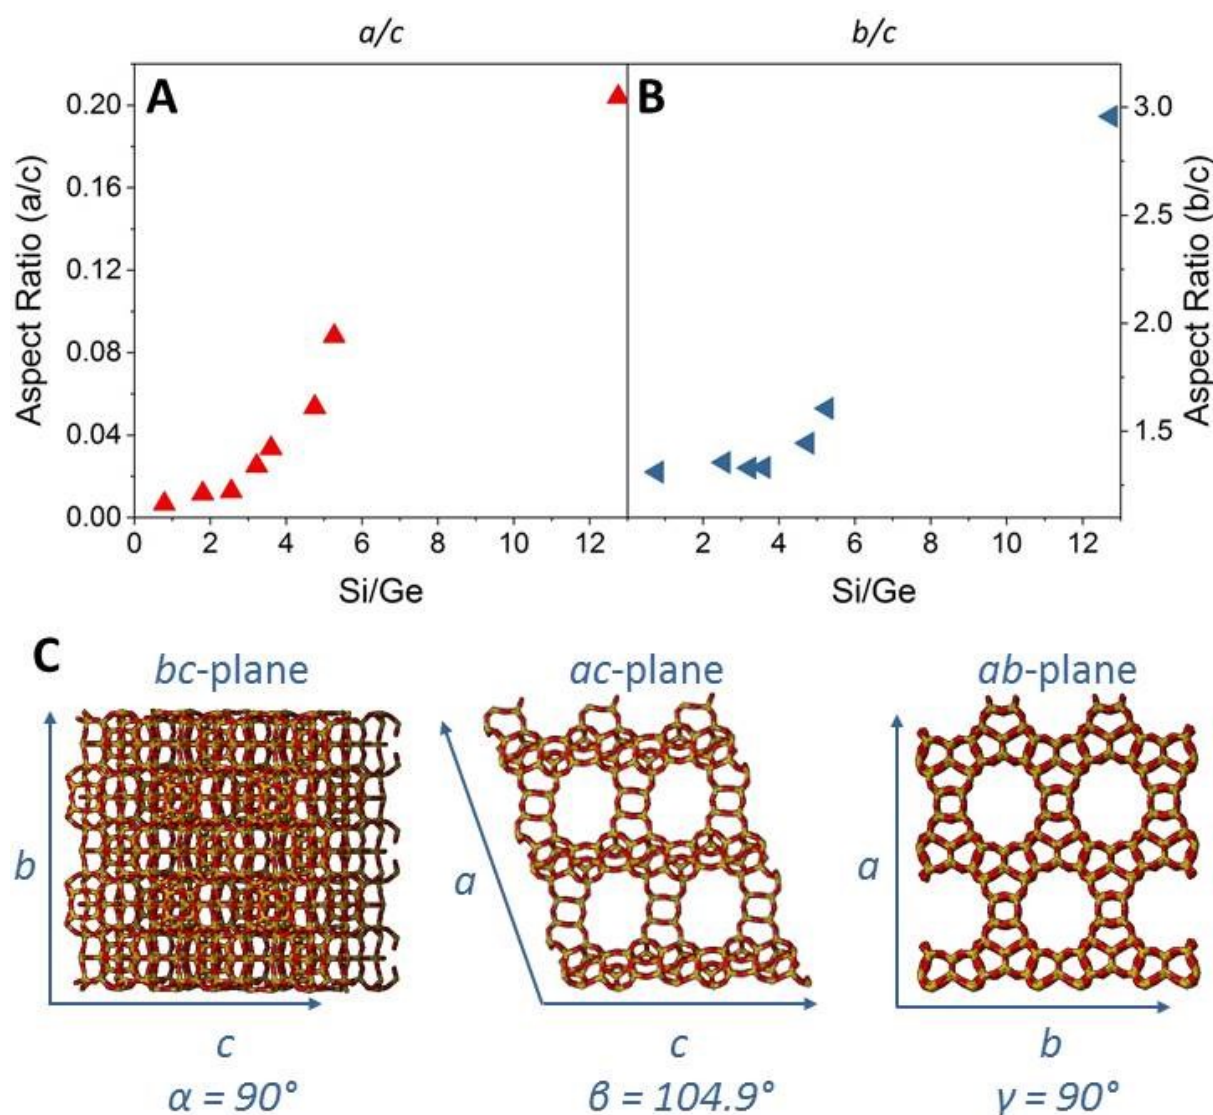 a/c
b/c
A
B
Aspect Ratio (a/c)
0.20
0.16
0.12
0.08
0.04
0.00
0 2 4 6 8 10 12
Si/Ge
3.0
2.5
2.0
1.5
Aspect Ratio (b/c)
2 4 6 8 10 12
Si/Ge
C
bc-plane
ac-plane
ab-plane
b
a
a
c
c
b
α = 90°
β = 104.9°
γ = 90°